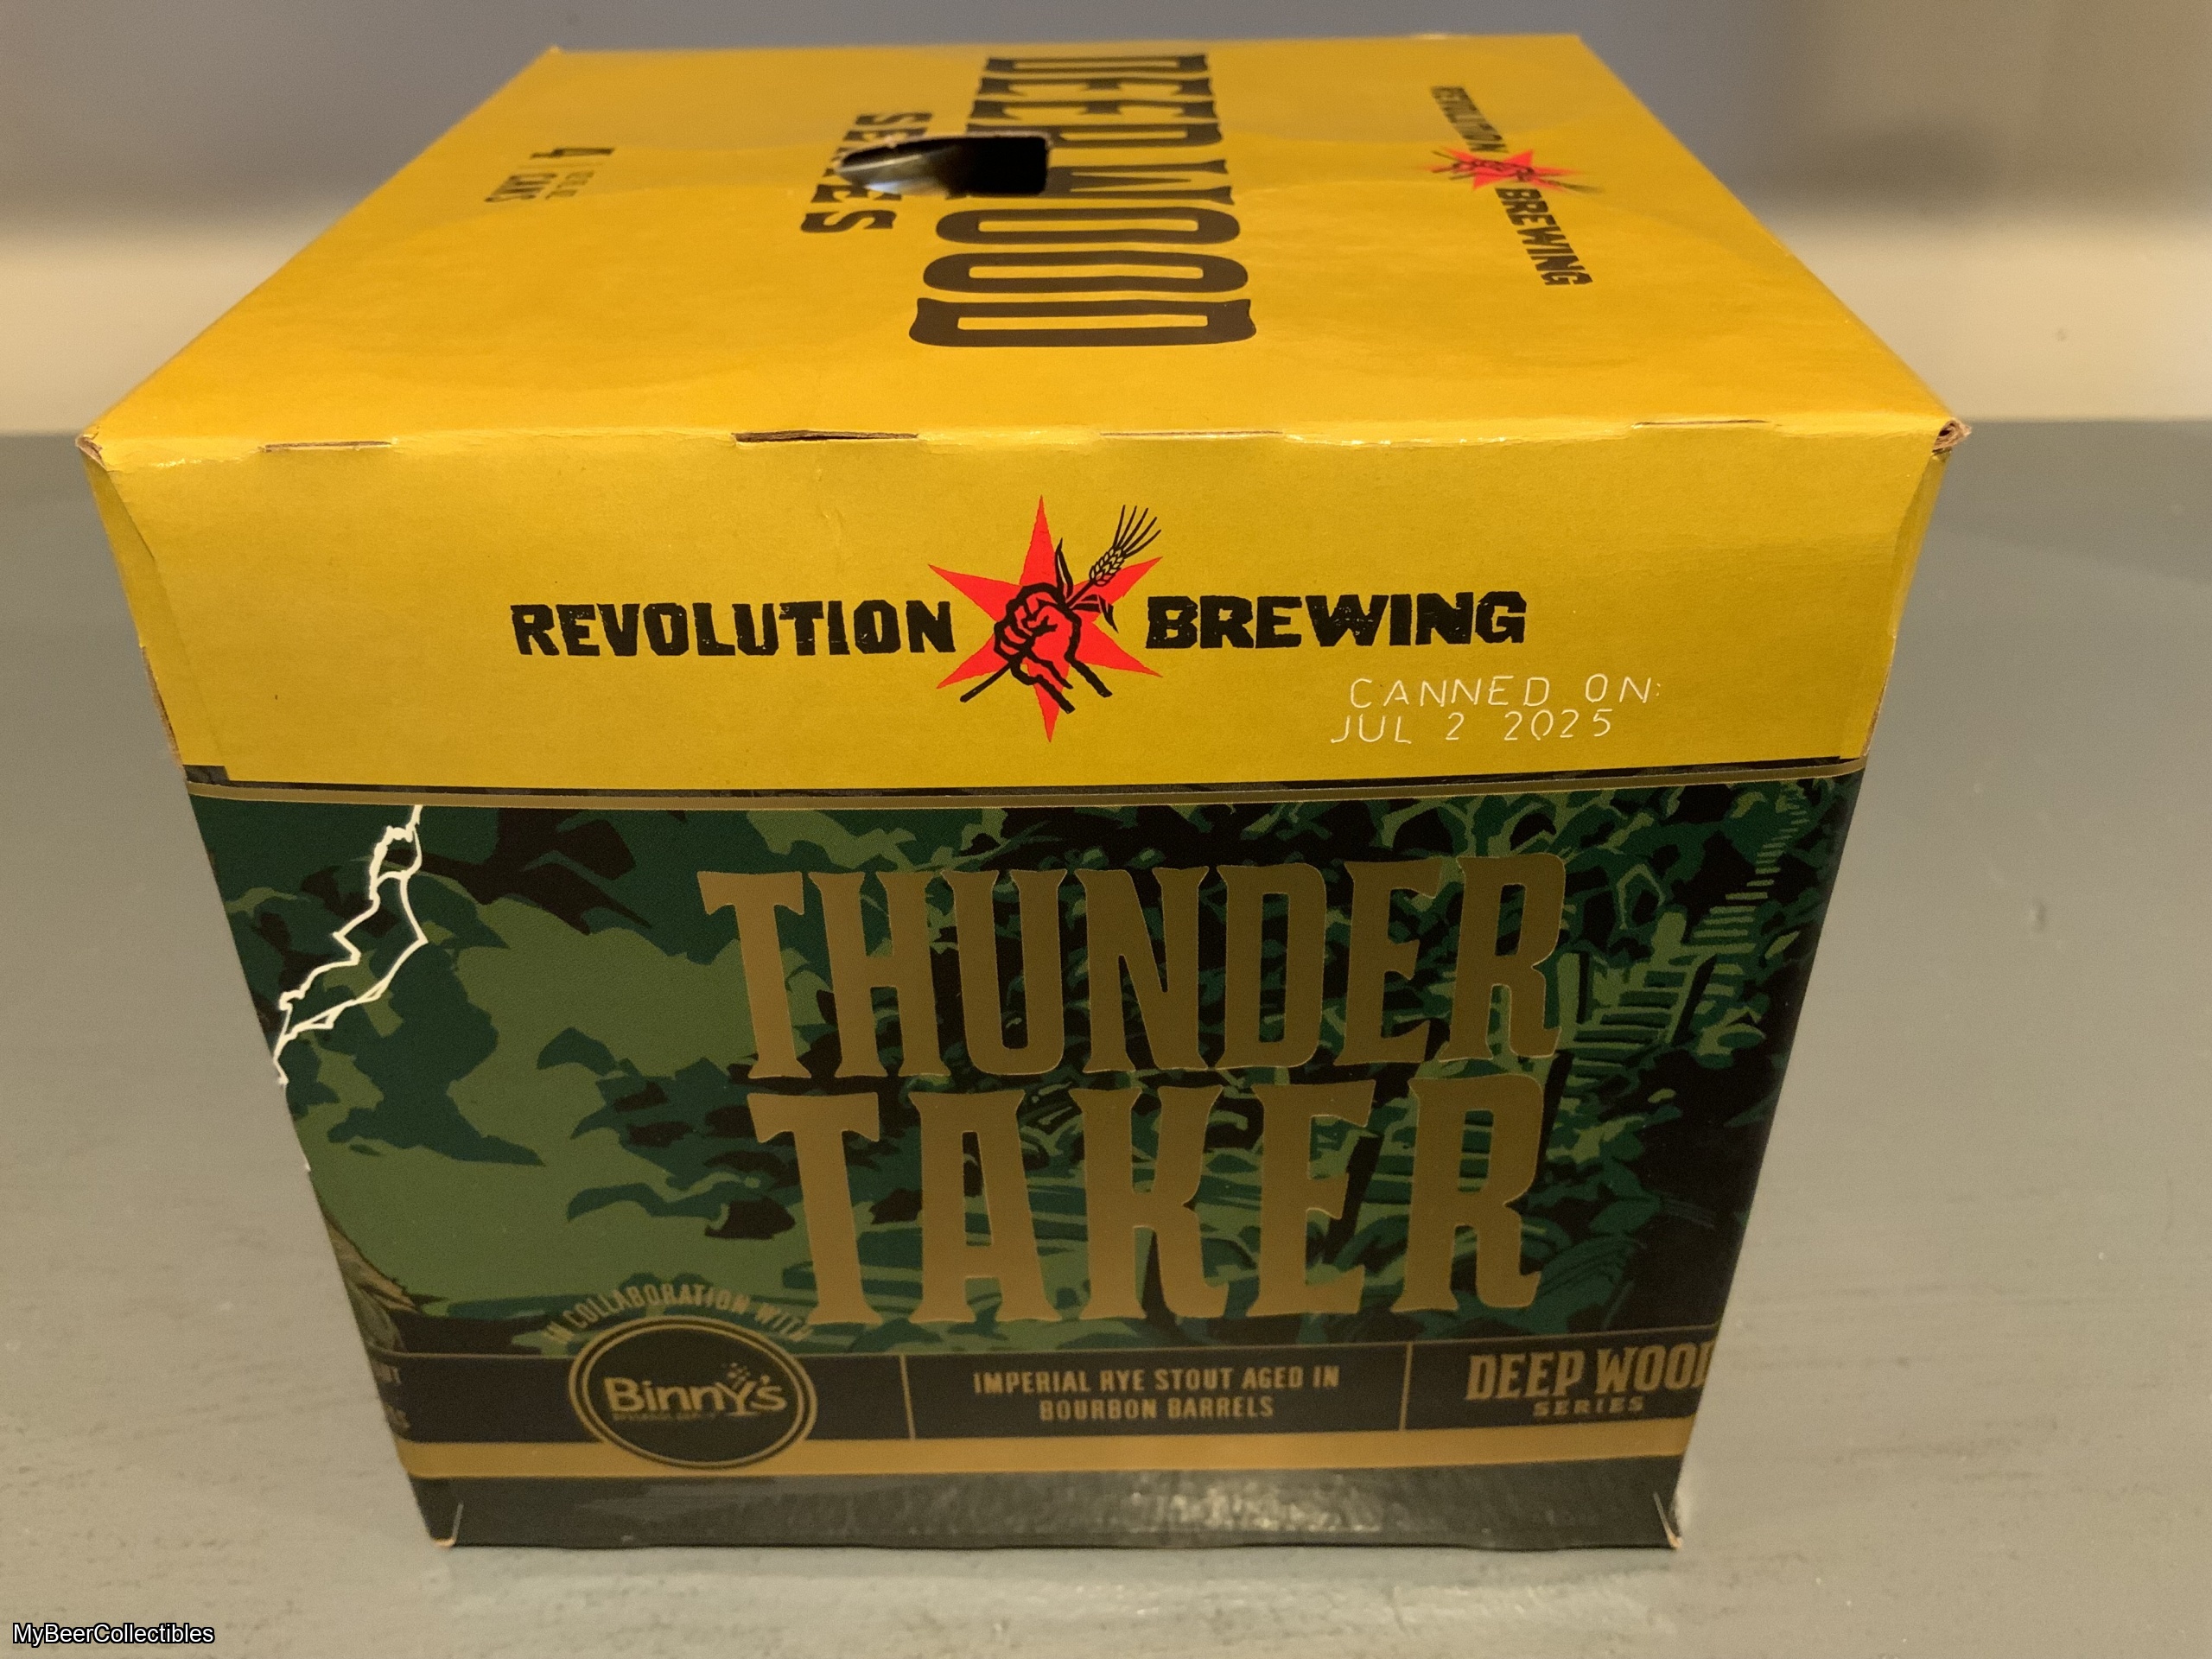 DEEP WOOD
REVOLUTION BREWING
4
CANS
REVOLUTION BREWING
CANNED ON:
JUL 2 2025
THUNDER
TAKER
IN COLLABORATION WITH
Binny's
IMPERIAL RYE STOUT AGED IN
BOURBON BARRELS
DEEP WOOD
SERIES
MyBeerCollectibles